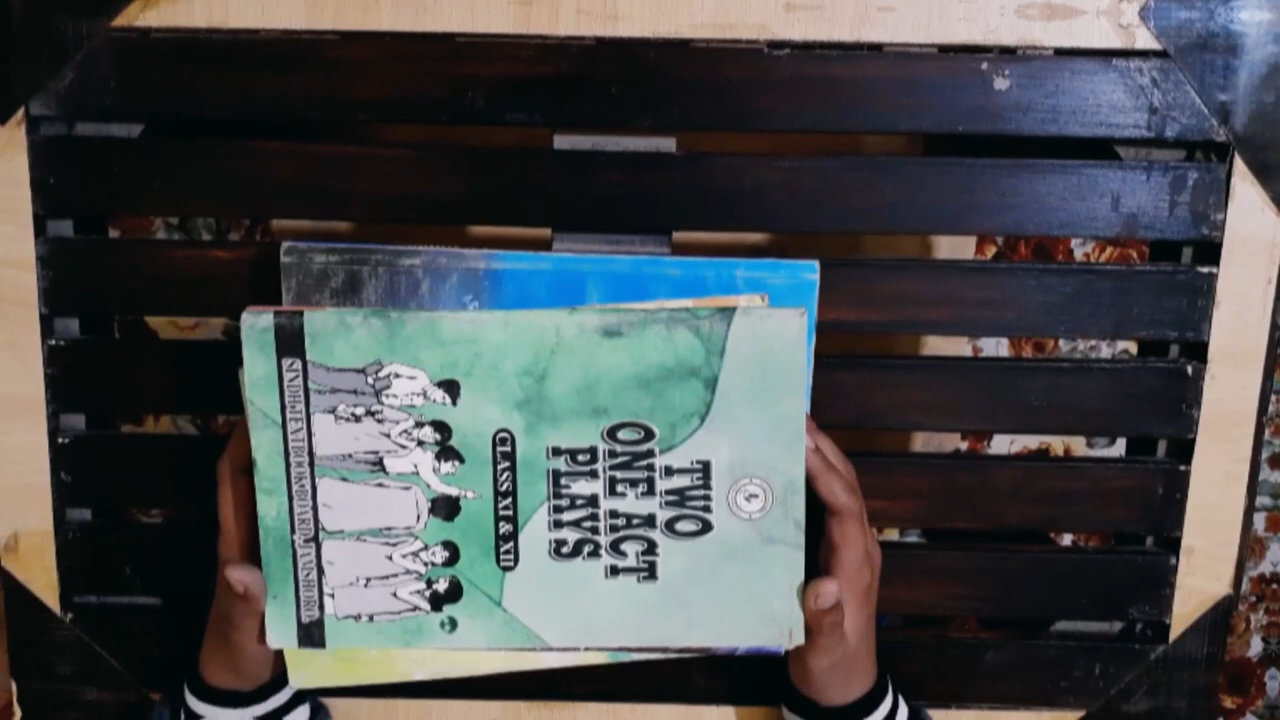 TWO
ONE ACT
PLAYS
CLASS XI & XII
SINDH•TEXTBOOK•BOARD,JAMSHORO.